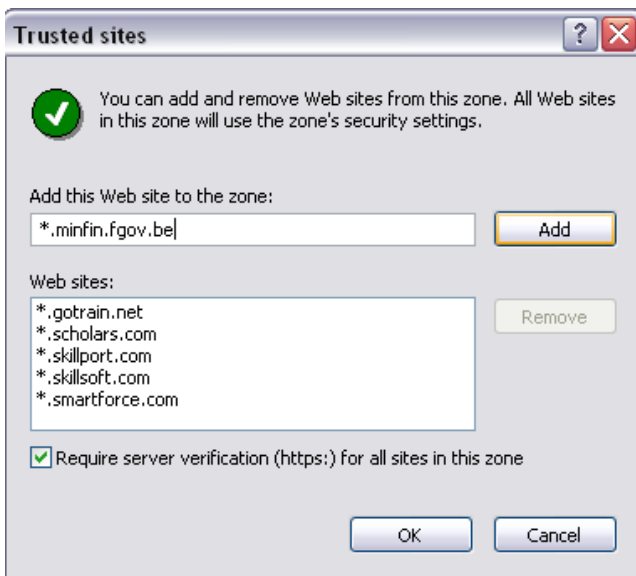 Trusted sites
You can add and remove Web sites from this zone. All Web sites
in this zone will use the zone's security settings.
Add this Web site to the zone:
*.minfin.fgov.be
Add
Web sites:
*.gotrain.net
*.scholars.com
*.skillport.com
*.skillsoft.com
*.smartforce.com
Remove
Require server verification (https:) for all sites in this zone
OK
Cancel